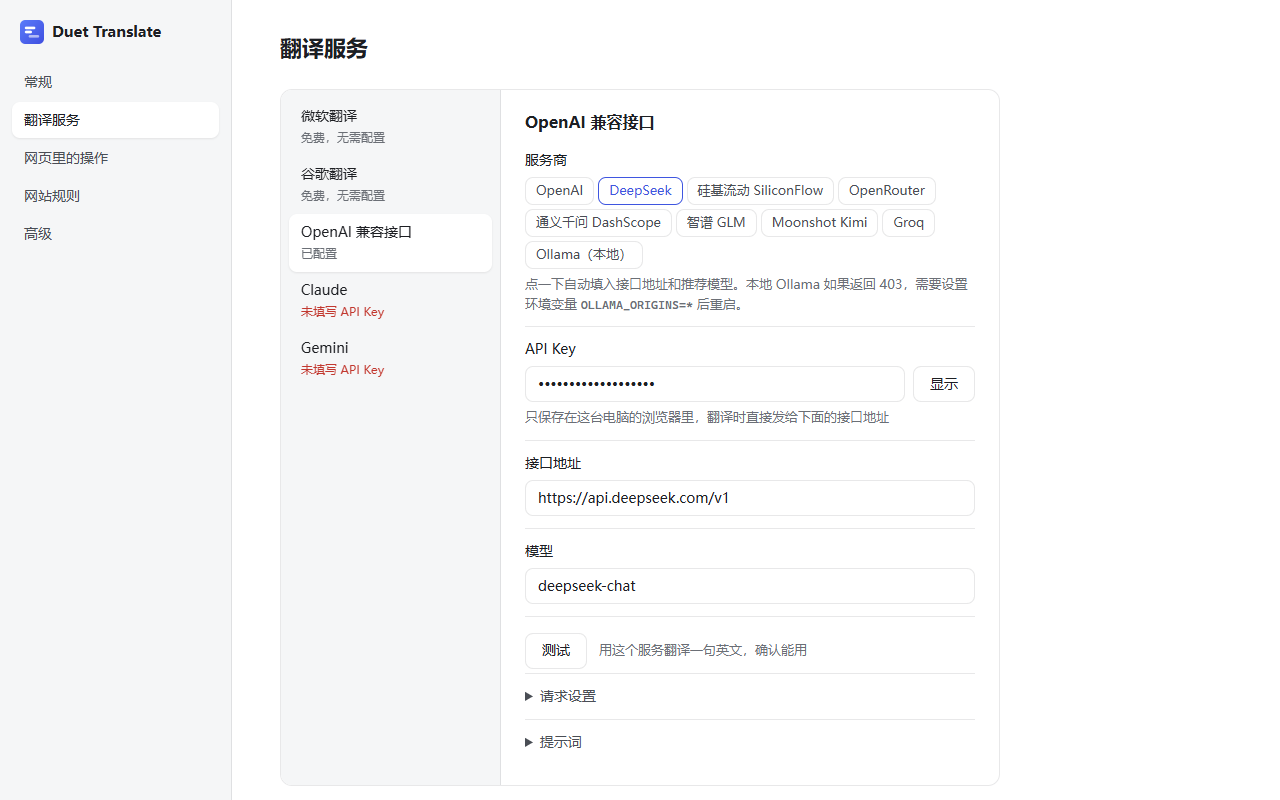 Duet Translate
常规
翻译服务
网页里的操作
网站规则
高级
翻译服务
微软翻译
免费，无需配置
谷歌翻译
免费，无需配置
OpenAI 兼容接口
已配置
Claude
未填写 API Key
Gemini
未填写 API Key
OpenAI 兼容接口
服务商
OpenAI DeepSeek 硅基流动 SiliconFlow OpenRouter
通义千问 DashScope 智谱 GLM Moonshot Kimi Groq
Ollama（本地）
点一下自动填入接口地址和推荐模型。本地 Ollama 如果返回 403，需要设置
环境变量 OLLAMA_ORIGINS=* 后重启。
API Key
••••••••••••••••••• 显示
只保存在这台电脑的浏览器里，翻译时直接发给下面的接口地址
接口地址
https://api.deepseek.com/v1
模型
deepseek-chat
测试 用这个服务翻译一句英文，确认能用
▶ 请求设置
▶ 提示词